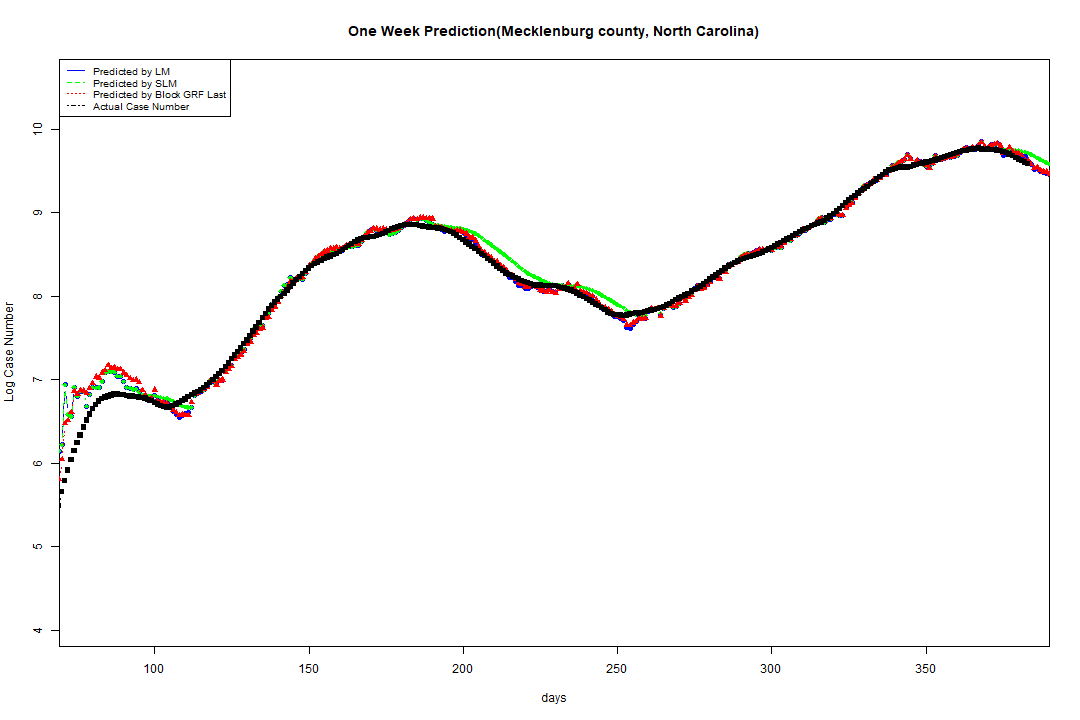 One Week Prediction(Mecklenburg county, North Carolina)
Predicted by LM
Predicted by SLM
Predicted by Block GRF Last
Actual Case Number
10
9
8
7
6
5
4
Log Case Number
100 150 200 250 300 350
days